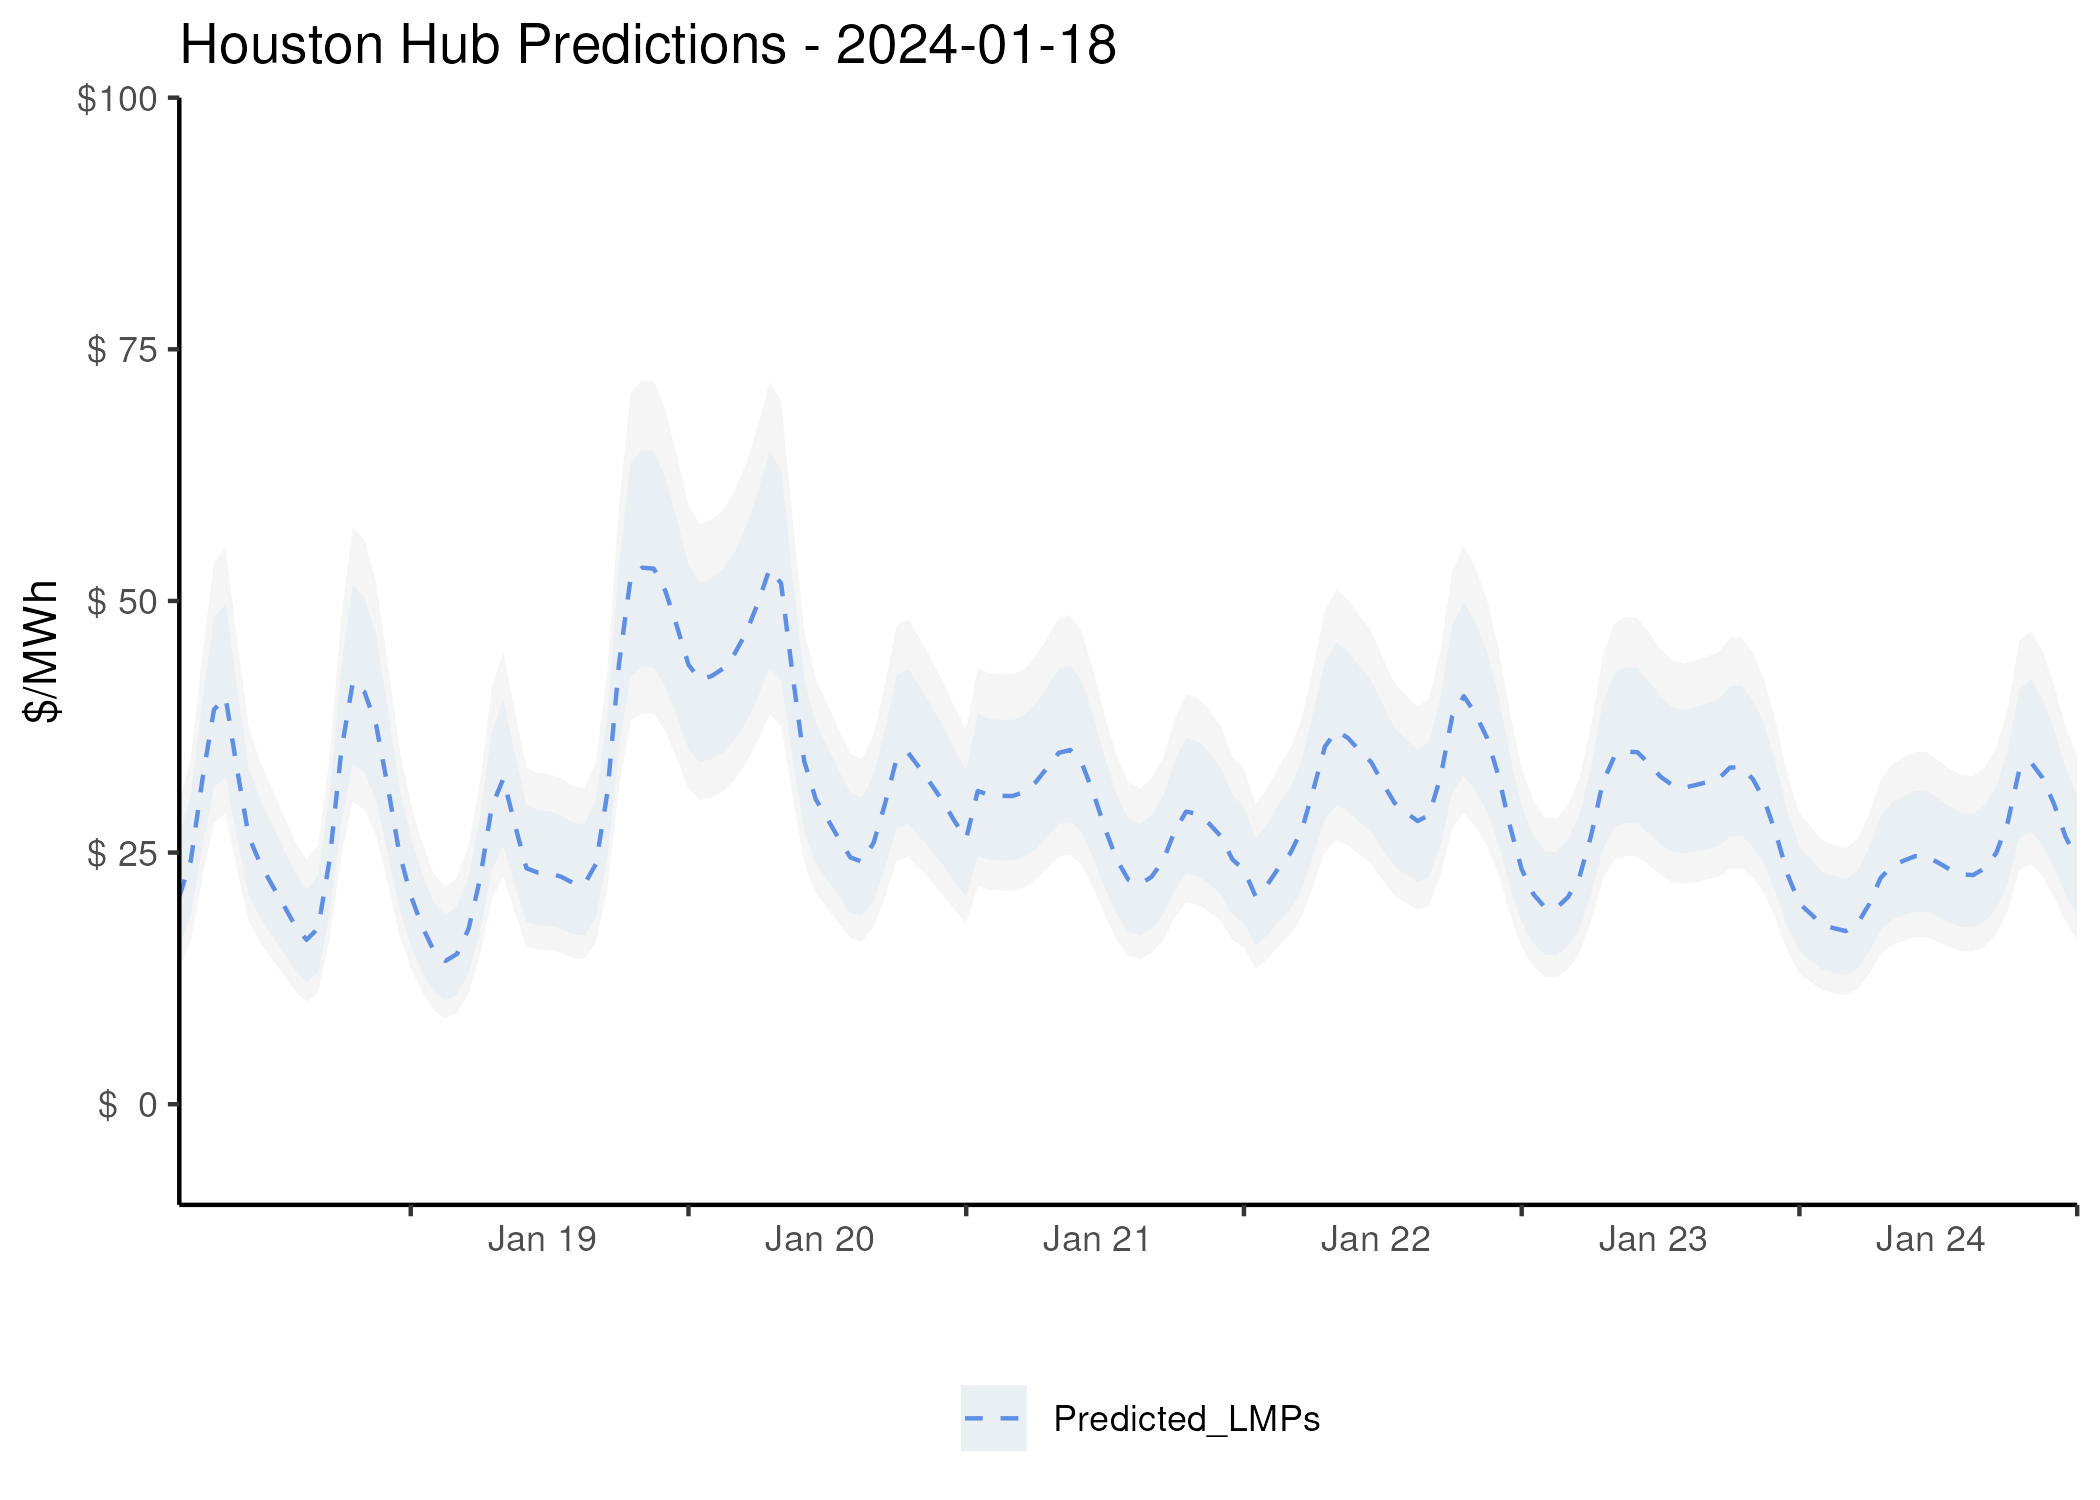 Houston Hub Predictions - 2024-01-18
$100
$ 75
$ 50
$ 25
$ 0
$/MWh
Jan 19 Jan 20 Jan 21 Jan 22 Jan 23 Jan 24
Predicted_LMPs